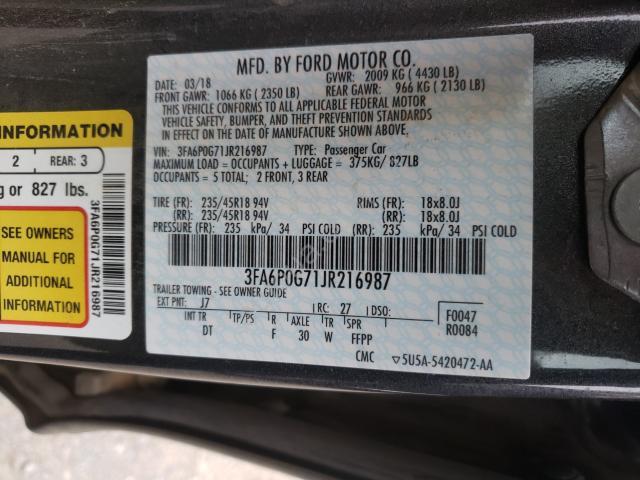 MFD. BY FORD MOTOR CO.
03/18
GVWR: 2009 KG (4430 LB)
FRONT GAWR: 1066 KG (2350 LB)
REAR GAWR: 966 KG (2130 LB)
THIS VEHICLE CONFORMS TO ALL APPLICABLE FEDERAL MOTOR
VEHICLE SAFETY, BUMPER, AND THEFT PREVENTION STANDARDS
IN EFFECT ON THE DATE OF MANUFACTURE SHOWN ABOVE.
VIN: 3FA6P0G71JR216987 TYPE: Passenger Car
MAXIMUM LOAD = OCCUPANTS + LUGGAGE = 375KG/ 827LB
OCCUPANTS = 5 TOTAL; 2 FRONT, 3 REAR
TIRE (FR): 235/45R18 94V RIMS (FR): 18x8.0J
(RR): 235/45R18 94V (RR): 18x8.0J
PRESSURE (FR): 235 kPa/ 34 PSI COLD (RR): 235 kPa/ 34 PSI COLD
3FA6P0G71JR216987
TRAILER TOWING - SEE OWNER GUIDE
EXT PNT: J7 RC: 27 DSO:
F0047
R0084
INT TR TP/PS R AXLE TR SPR
DT F 30 W FFPP
CMC 5U5A-5420472-AA
INFORMATION
2 REAR: 3
g or 827 lbs.
SEE OWNERS
MANUAL FOR
ADDITIONAL
INFORMATION
3FA6P0G71JR216987